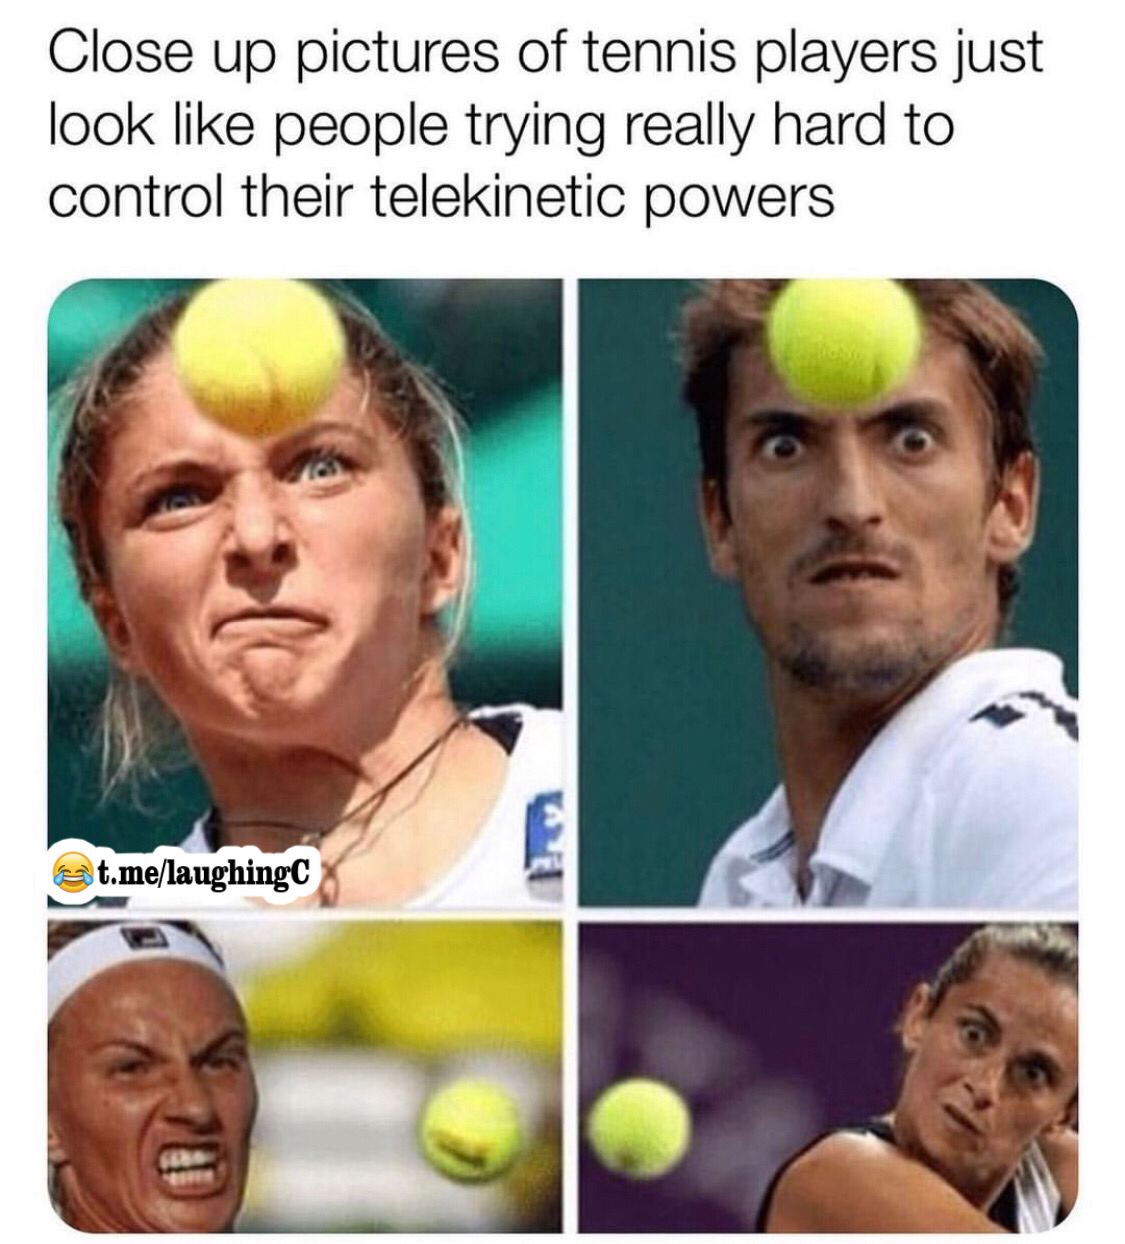 Close up pictures of tennis players just
look like people trying really hard to
control their telekinetic powers
t.me/laughingC